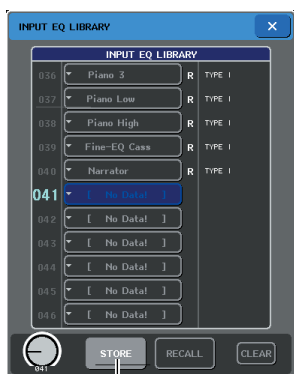 INPUT EQ LIBRARY
INPUT EQ LIBRARY
036 Piano 3 R TYPE I
037 Piano Low R TYPE I
038 Piano High R TYPE I
039 Fine-EQ Cass R TYPE I
040 Narrator R TYPE I
041 [ No Data! ]
042 [ No Data! ]
043 [ No Data! ]
044 [ No Data! ]
045 [ No Data! ]
046 [ No Data! ]
041 STORE RECALL CLEAR